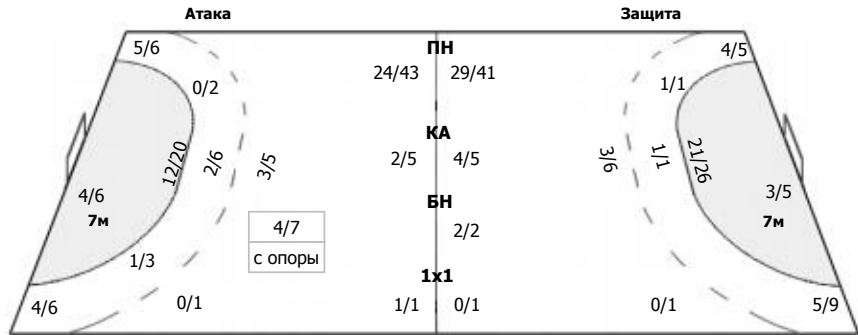 Атака Защита
5/6 ПН 4/5
24/43 29/41
0/2 1/1
КА
12/20 2/6 3/5 2/5 4/5 3/6 1/1 21/26
4/6 БН 3/5
7м 7м
4/7 2/2
с опоры
1/3
1х1
4/6 0/1 1/1 0/1 0/1 5/9